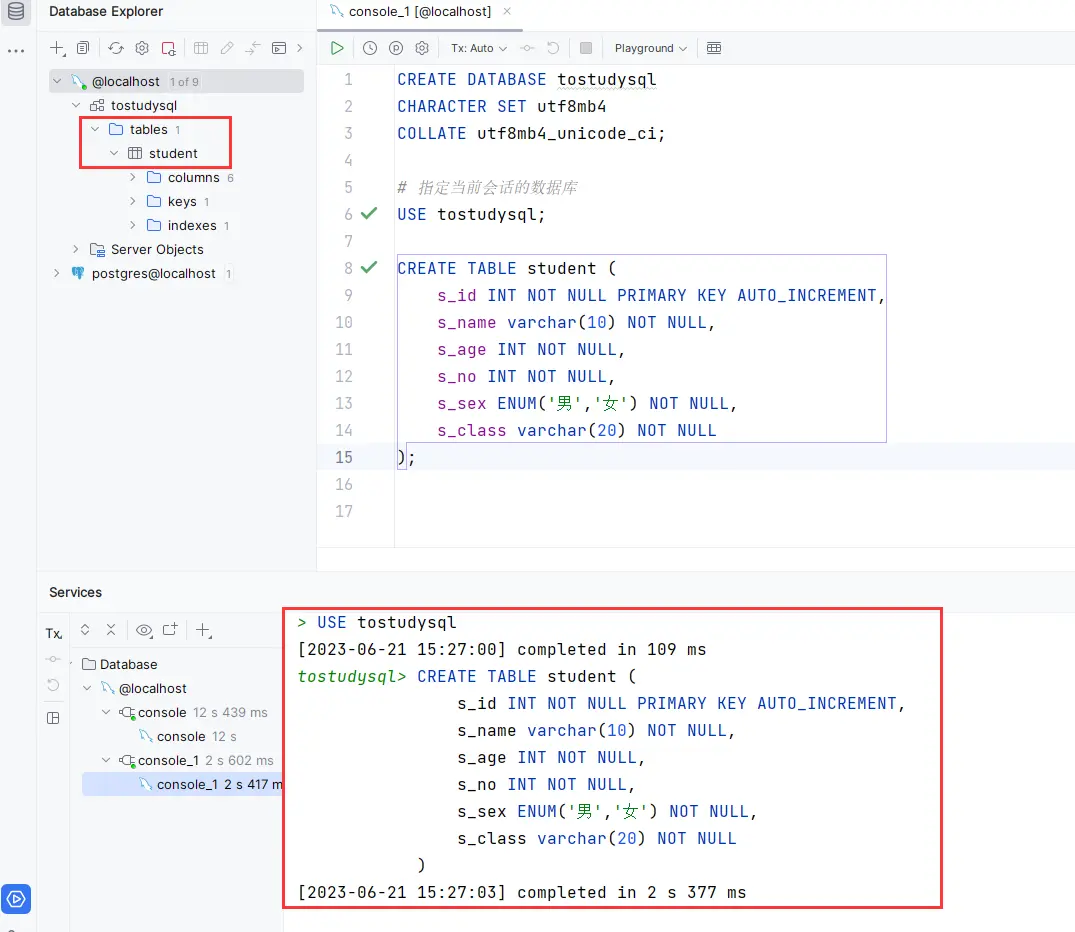 Database Explorer
console_1 [@localhost]
Tx: Auto
Playground
@localhost 1 of 9
tostudysql
tables 1
student
columns 6
keys 1
indexes 1
Server Objects
postgres@localhost 1
1 CREATE DATABASE tostudysql
2 CHARACTER SET utf8mb4
3 COLLATE utf8mb4_unicode_ci;
4
5 # 指定当前会话的数据库
6 USE tostudysql;
7
8 CREATE TABLE student (
9 s_id INT NOT NULL PRIMARY KEY AUTO_INCREMENT,
10 s_name varchar(10) NOT NULL,
11 s_age INT NOT NULL,
12 s_no INT NOT NULL,
13 s_sex ENUM('男','女') NOT NULL,
14 s_class varchar(20) NOT NULL
15 );
16
17
Services
Tx
Database
@localhost
console 12 s 439 ms
console 12 s
console_1 2 s 602 ms
console_1 2 s 417 m
> USE tostudysql
[2023-06-21 15:27:00] completed in 109 ms
tostudysql> CREATE TABLE student (
s_id INT NOT NULL PRIMARY KEY AUTO_INCREMENT,
s_name varchar(10) NOT NULL,
s_age INT NOT NULL,
s_no INT NOT NULL,
s_sex ENUM('男','女') NOT NULL,
s_class varchar(20) NOT NULL
)
[2023-06-21 15:27:03] completed in 2 s 377 ms